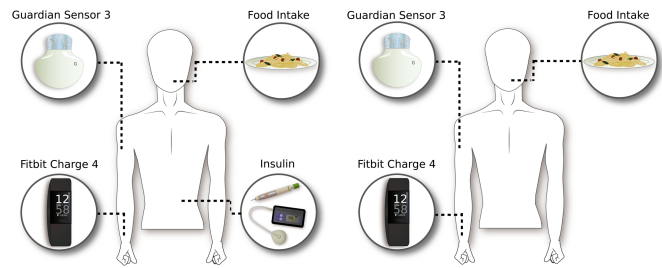 Guardian Sensor 3
Food Intake
Guardian Sensor 3
Food Intake
Fitbit Charge 4
Insulin
Fitbit Charge 4
12
58
12
58